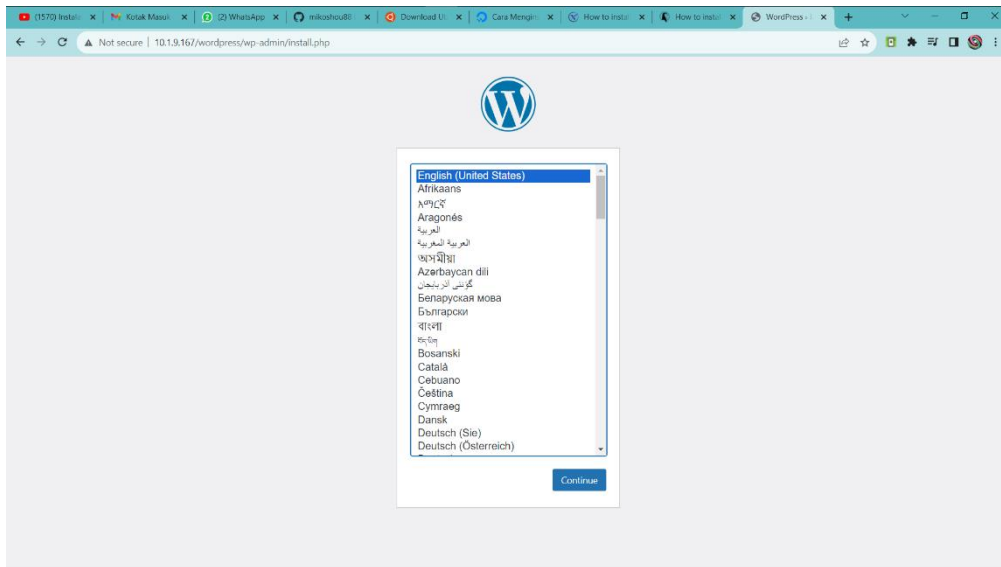 (1570) Instala
Kotak Masuk
(2) WhatsApp
mikoshou88
Download U
Cara Mengin
How to instal
How to instal
WordPress ›
Not secure | 10.1.9.167/wordpress/wp-admin/install.php
English (United States)
Afrikaans
አማርኛ
Aragonés
العربية
العربية المغربية
অসমীয়া
Azərbaycan dili
گؤنئی آذربایجان
Беларуская мова
Български
বাংলা
Bosanski
Català
Cebuano
Čeština
Cymraeg
Dansk
Deutsch (Sie)
Deutsch (Österreich)
Continue